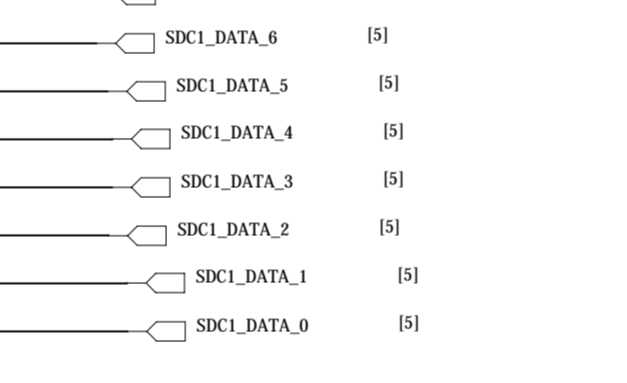 SDC1_DATA_6 [5]
SDC1_DATA_5 [5]
SDC1_DATA_4 [5]
SDC1_DATA_3 [5]
SDC1_DATA_2 [5]
SDC1_DATA_1 [5]
SDC1_DATA_0 [5]